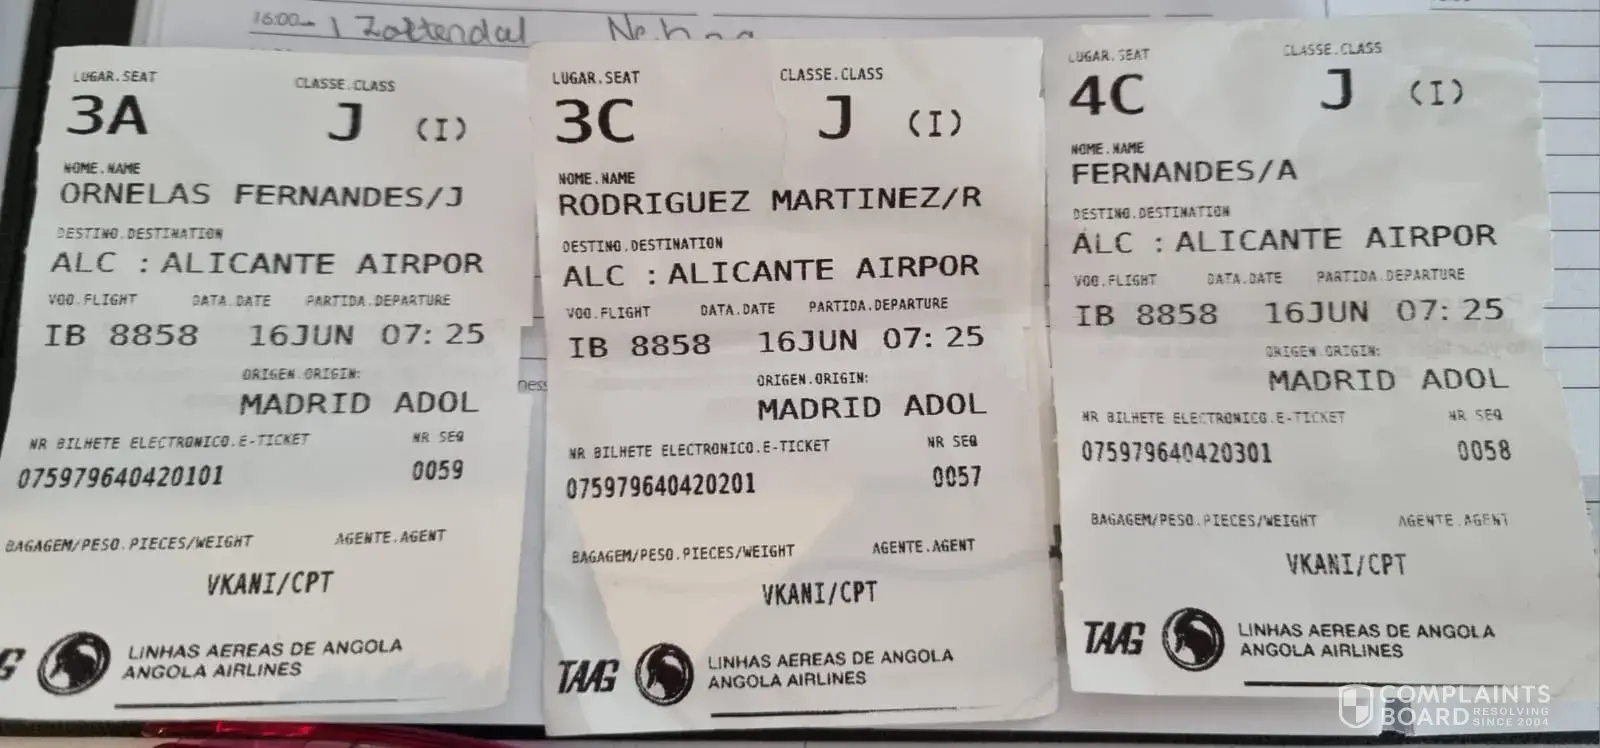 16:00
Zottendal
LUGAR.SEAT CLASSE.CLASS
3A J (I)
NOME.NAME
ORNELAS FERNANDES/J
DESTINO.DESTINATION
ALC : ALICANTE AIRPOR
VOO.FLIGHT DATA.DATE PARTIDA.DEPARTURE
IB 8858 16JUN 07:25
ORIGEN.ORIGIN:
MADRID ADOL
NR BILHETE ELECTRONICO.E-TICKET NR SEQ
075979640420101 0059
BAGAGEM/PESO.PIECES/WEIGHT AGENTE.AGENT
VKANI/CPT
G LINHAS AEREAS DE ANGOLA
ANGOLA AIRLINES
LUGAR.SEAT CLASSE.CLASS
3C J (I)
NOME.NAME
RODRIGUEZ MARTINEZ/R
DESTINO.DESTINATION
ALC : ALICANTE AIRPOR
VOO.FLIGHT DATA.DATE PARTIDA.DEPARTURE
IB 8858 16JUN 07:25
ORIGEN.ORIGIN:
MADRID ADOL
NR BILHETE ELECTRONICO.E-TICKET NR SEQ
075979640420201 0057
BAGAGEM/PESO.PIECES/WEIGHT AGENTE.AGENT
VKANI/CPT
TAAG LINHAS AEREAS DE ANGOLA
ANGOLA AIRLINES
LUGAR.SEAT CLASSE.CLASS
4C J (I)
NOME.NAME
FERNANDES/A
DESTINO.DESTINATION
ALC : ALICANTE AIRPOR
VOO.FLIGHT DATA.DATE PARTIDA.DEPARTURE
IB 8858 16JUN 07:25
ORIGEN.ORIGIN:
MADRID ADOL
NR BILHETE ELECTRONICO.E-TICKET NR SEQ
075979640420301 0058
BAGAGEM/PESO.PIECES/WEIGHT AGENTE.AGENT
VKANI/CPT
TAAG LINHAS AEREAS DE ANGOLA
ANGOLA AIRLINES
COMPLAINTS
BOARD RESOLVING
SINCE 2004